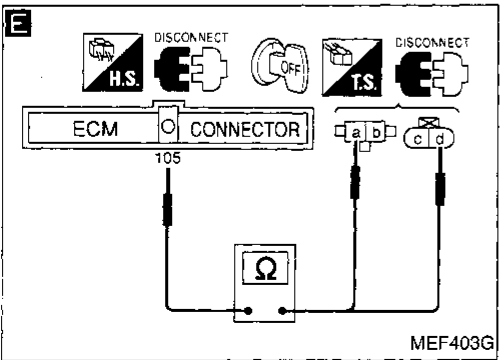 E
DISCONNECT
H.S.
OFF
DISCONNECT
T.S.
ECM CONNECTOR
105
a b
c d
Ω
MEF403G